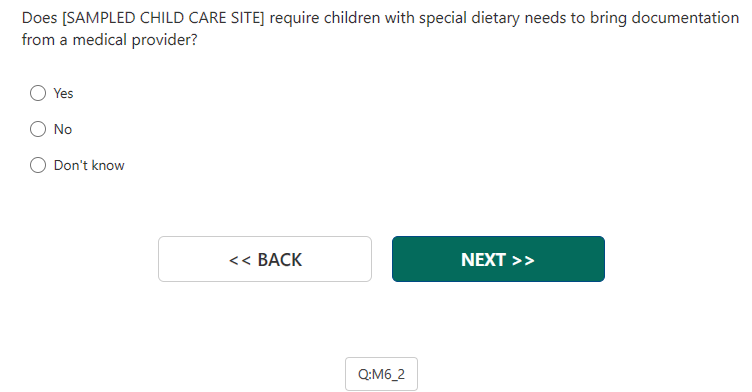 Does [SAMPLED CHILD CARE SITE] require children with special dietary needs to bring documentation
from a medical provider?
Yes
No
Don't know
<< BACK
NEXT >>
Q:M6_2